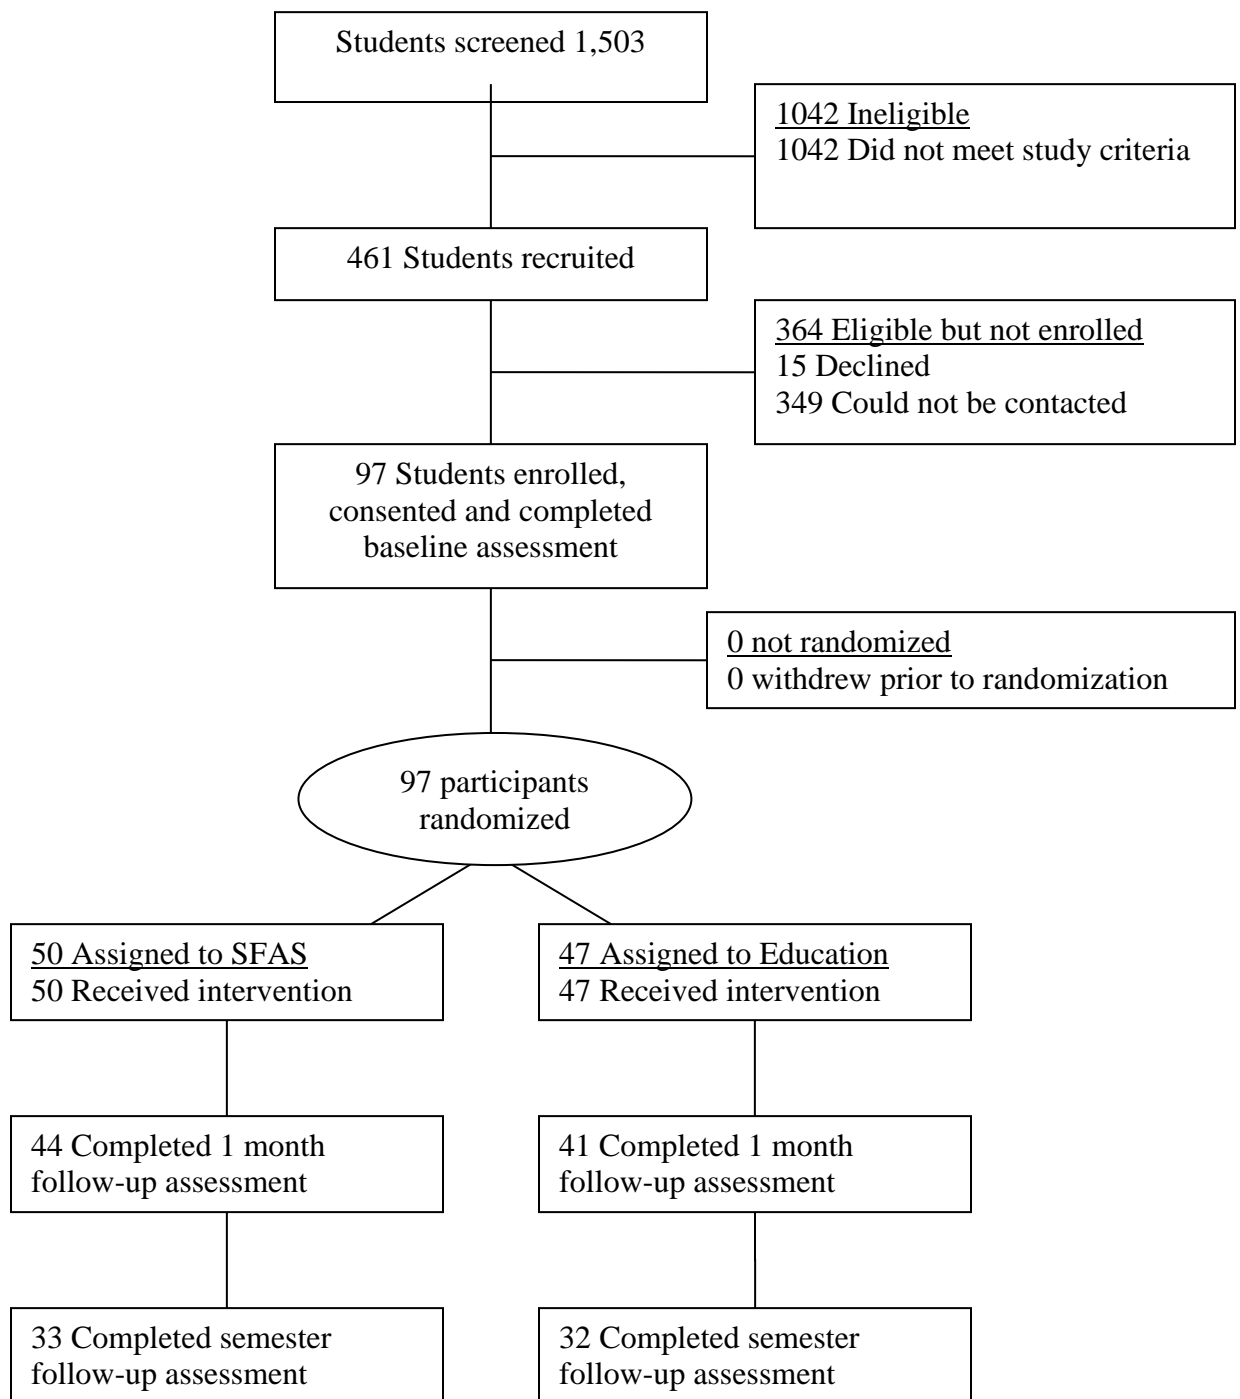 Students screened 1,503
1042 Ineligible
1042 Did not meet study criteria
461 Students recruited
364 Eligible but not enrolled
15 Declined
349 Could not be contacted
97 Students enrolled,
consented and completed
baseline assessment
0 not randomized
0 withdrew prior to randomization
97 participants
randomized
50 Assigned to SFAS
50 Received intervention
47 Assigned to Education
47 Received intervention
44 Completed 1 month
follow-up assessment
41 Completed 1 month
follow-up assessment
33 Completed semester
follow-up assessment
32 Completed semester
follow-up assessment